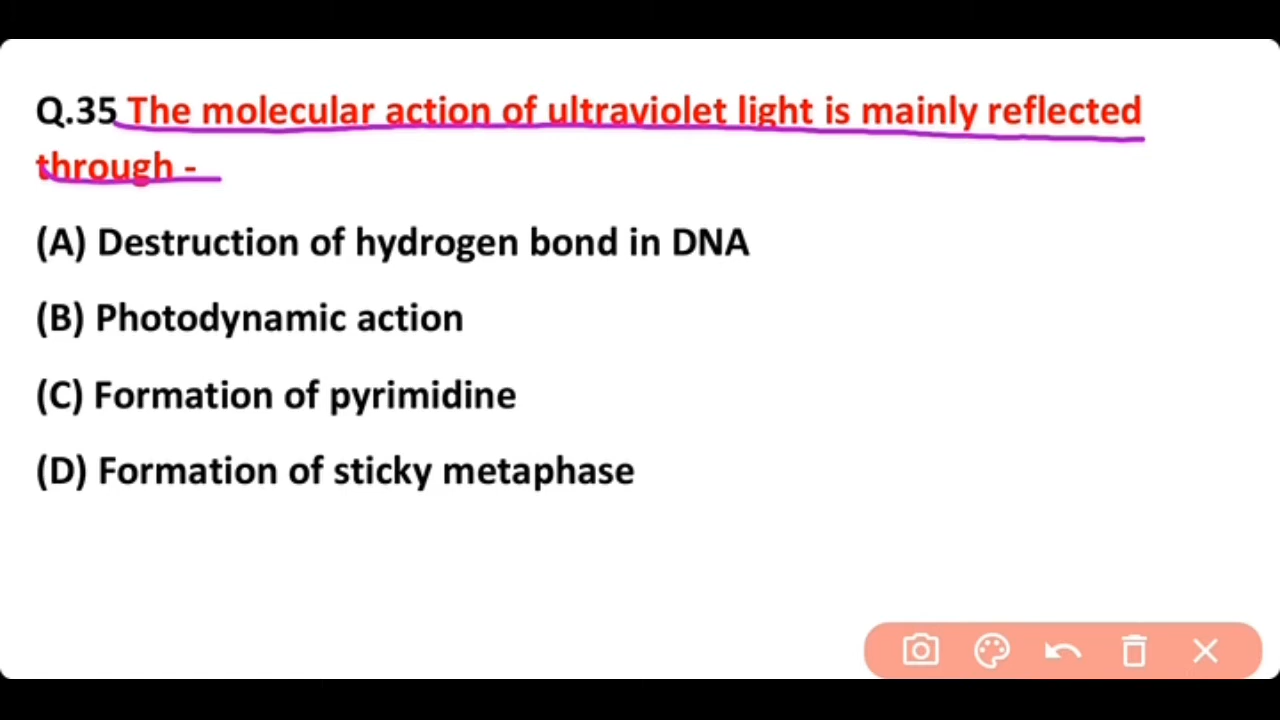 Q.35 The molecular action of ultraviolet light is mainly reflected
through -
(A) Destruction of hydrogen bond in DNA
(B) Photodynamic action
(C) Formation of pyrimidine
(D) Formation of sticky metaphase